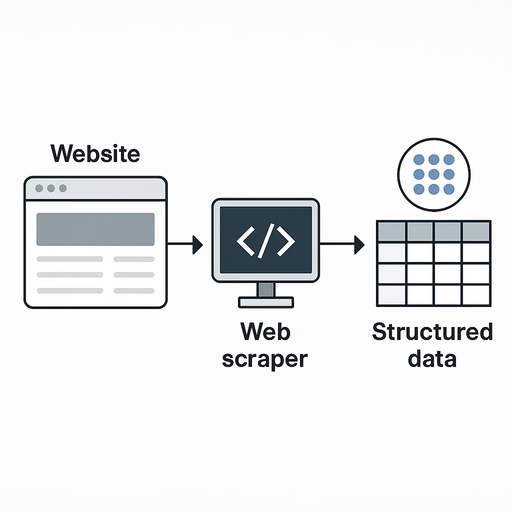 Website
</>
Web
scraper
Structured
data